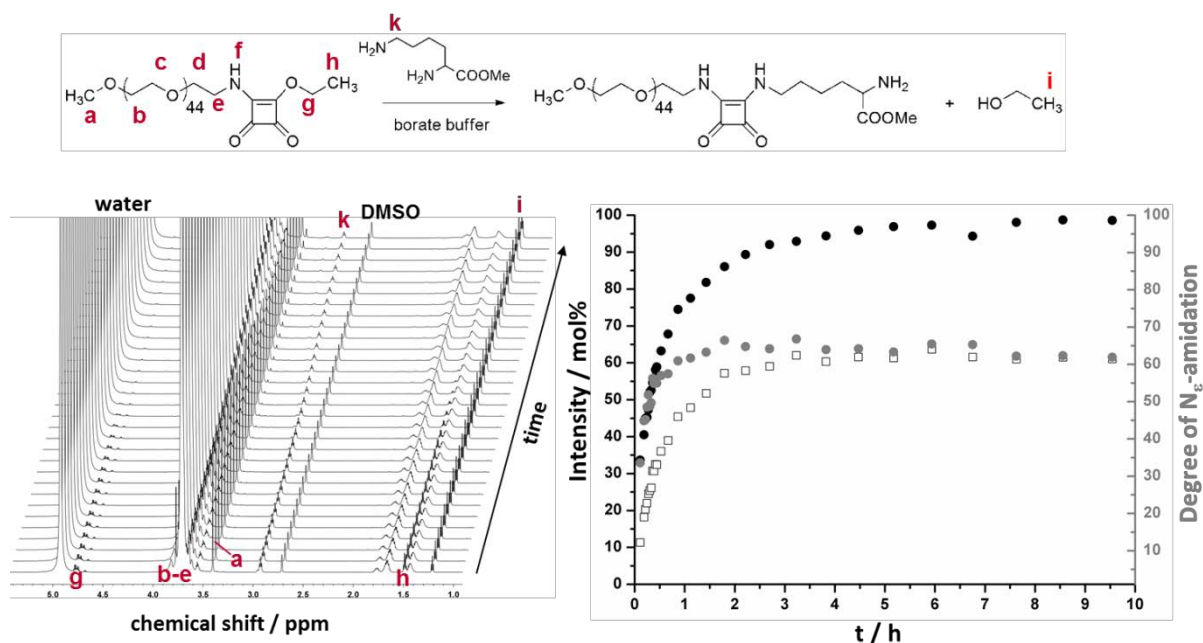 k
H₂N
f
c
d
H
N
h
CH₃
O
H₃C
O
O
44
e
O
g
a
b
O
O
H₂N
COOMe
borate buffer
H₃C
O
O
44
H
N
H
N
O
O
NH₂
COOMe
+
HO
CH₃
i
water
k
DMSO
i
time
a
g
b-e
h
5.0 4.5 4.0 3.5 3.0 2.5 2.0 1.5 1.0
chemical shift / ppm
Intensity / mol%
100
90
80
70
60
50
40
30
20
10
0
0 1 2 3 4 5 6 7 8 9 10
t / h
100
90
80
70
60
50
40
30
20
10
Degree of Nε-amidation